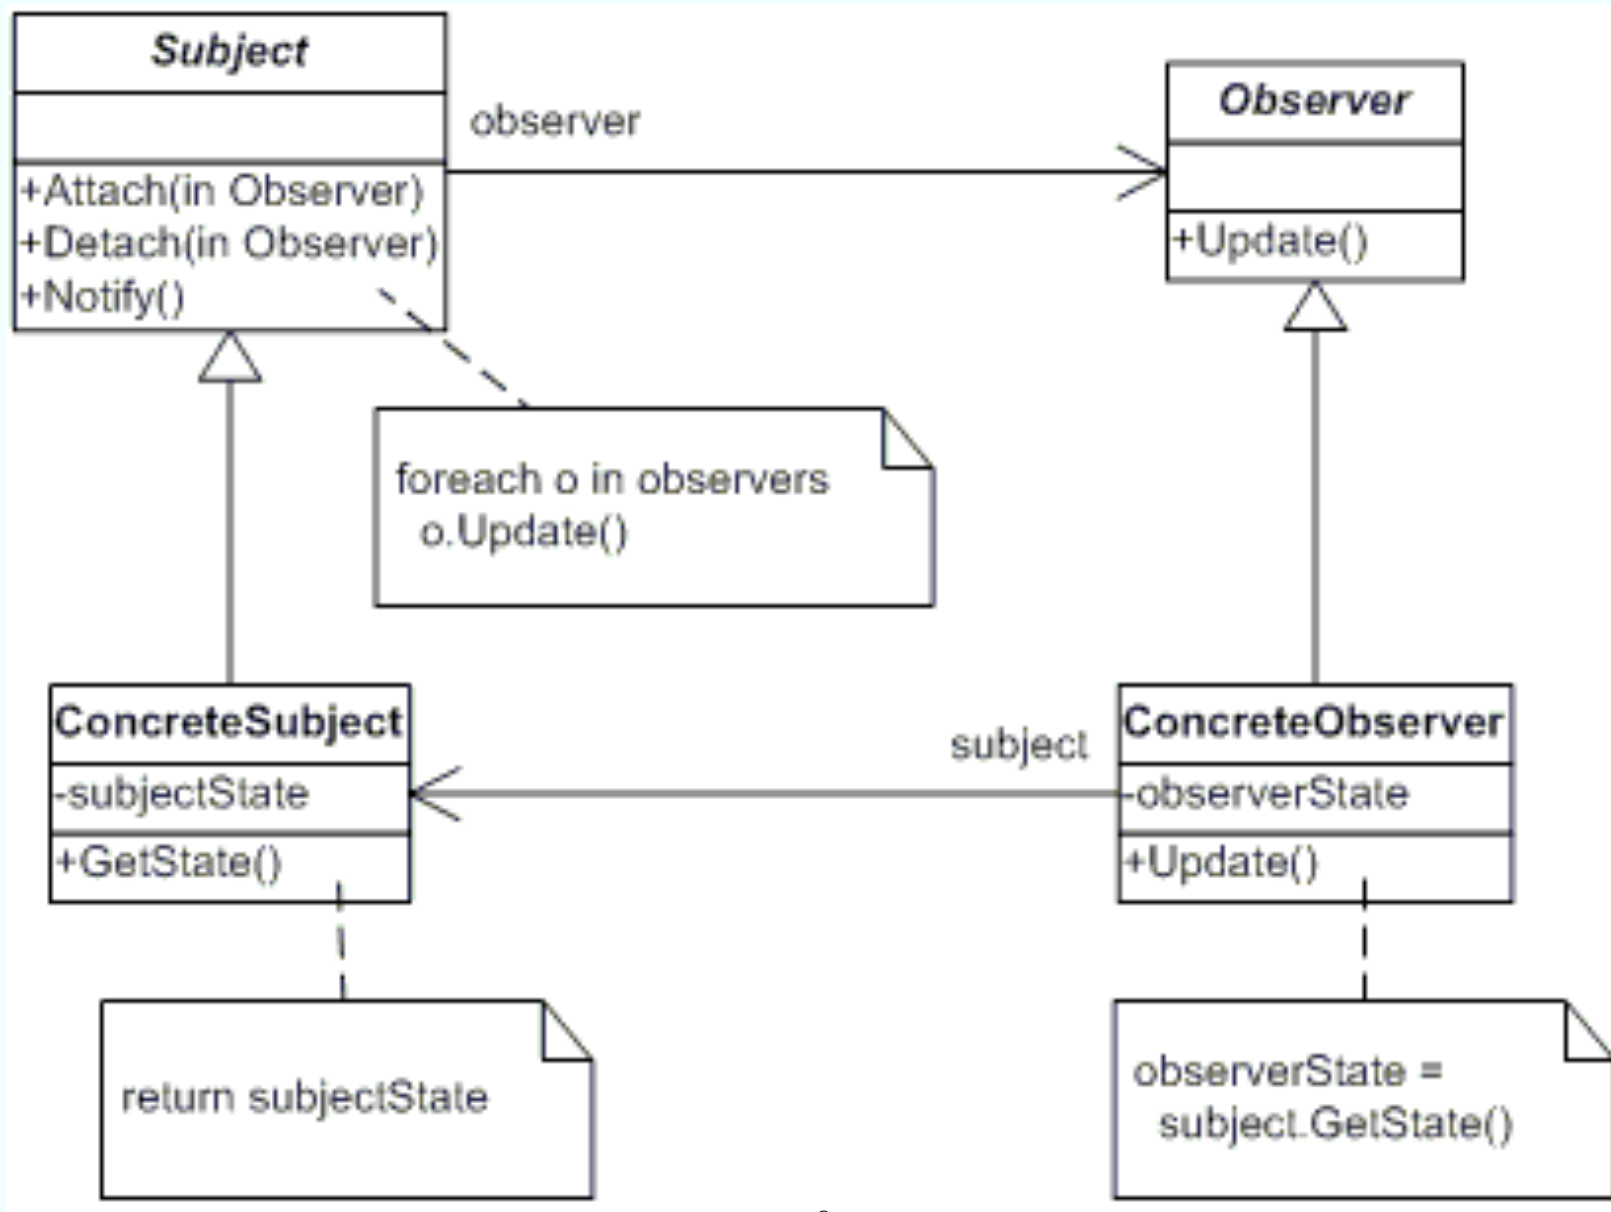 Subject
+Attach(in Observer)
+Detach(in Observer)
+Notify()
observer
Observer
+Update()
foreach o in observers
o.Update()
ConcreteSubject
-subjectState
+GetState()
subject
ConcreteObserver
-observerState
+Update()
return subjectState
observerState =
subject.GetState()